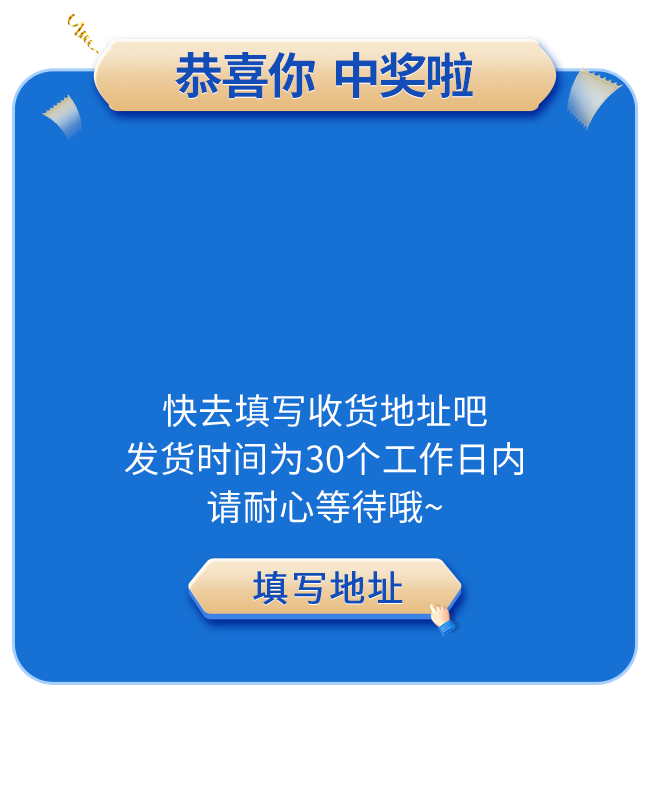 恭喜你 中奖啦
快去填写收货地址吧
发货时间为30个工作日内
请耐心等待哦~
填写地址